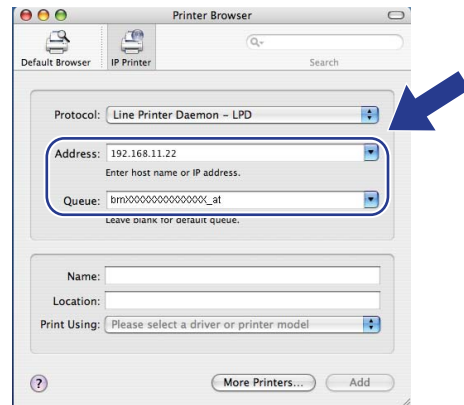 Printer Browser
Default Browser IP Printer Search
Protocol: Line Printer Daemon – LPD
Address: 192.168.11.22
Enter host name or IP address.
Queue: brnXXXXXXXXXXXXXX_at
Leave blank for default queue.
Name:
Location:
Print Using: Please select a driver or printer model
? More Printers... Add